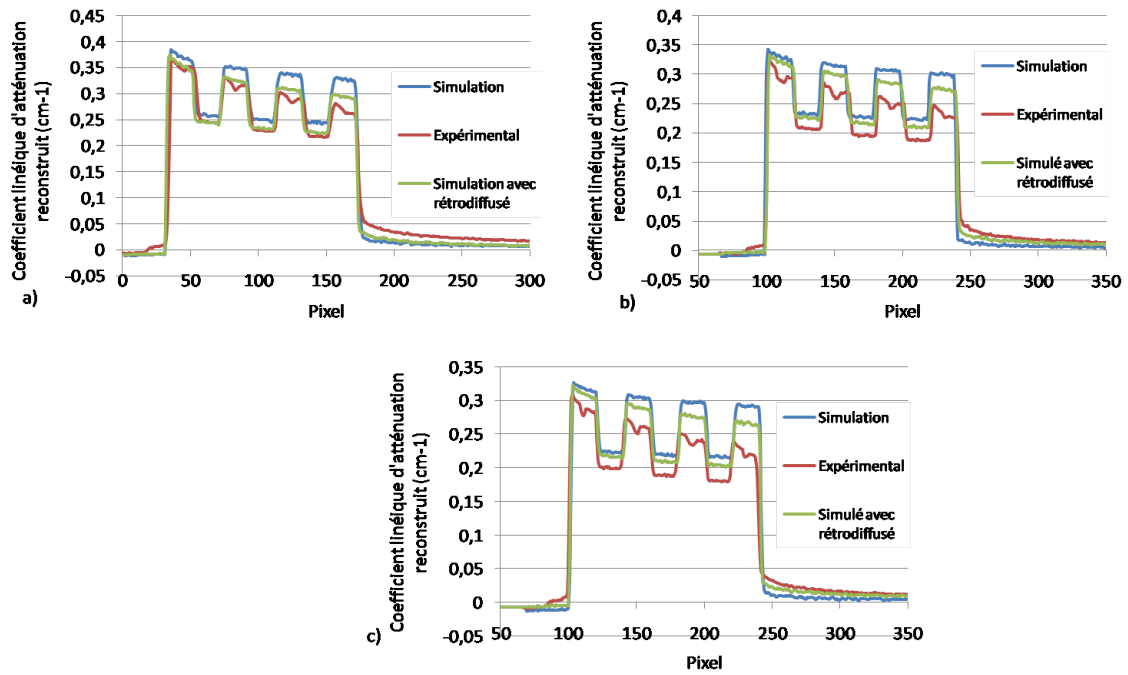 Coefficient linéique d'atténuation
reconstruit (cm-1)
0,45
0,4
0,35
0,3
0,25
0,2
0,15
0,1
0,05
0
-0,05
0 50 100 150 200 250 300
Pixel
Simulation
Expérimental
Simulation avec
rétrodiffusé
a)
Coefficient linéique d'atténuation
reconstruit (cm-1)
0,4
0,35
0,3
0,25
0,2
0,15
0,1
0,05
0
-0,05
50 100 150 200 250 300 350
Pixel
Simulation
Expérimental
Simulé avec
rétrodiffusé
b)
Coefficient linéique d'atténuation
reconstruit (cm-1)
0,35
0,3
0,25
0,2
0,15
0,1
0,05
0
-0,05
50 100 150 200 250 300 350
Pixel
Simulation
Expérimental
Simulé avec
rétrodiffusé
c)